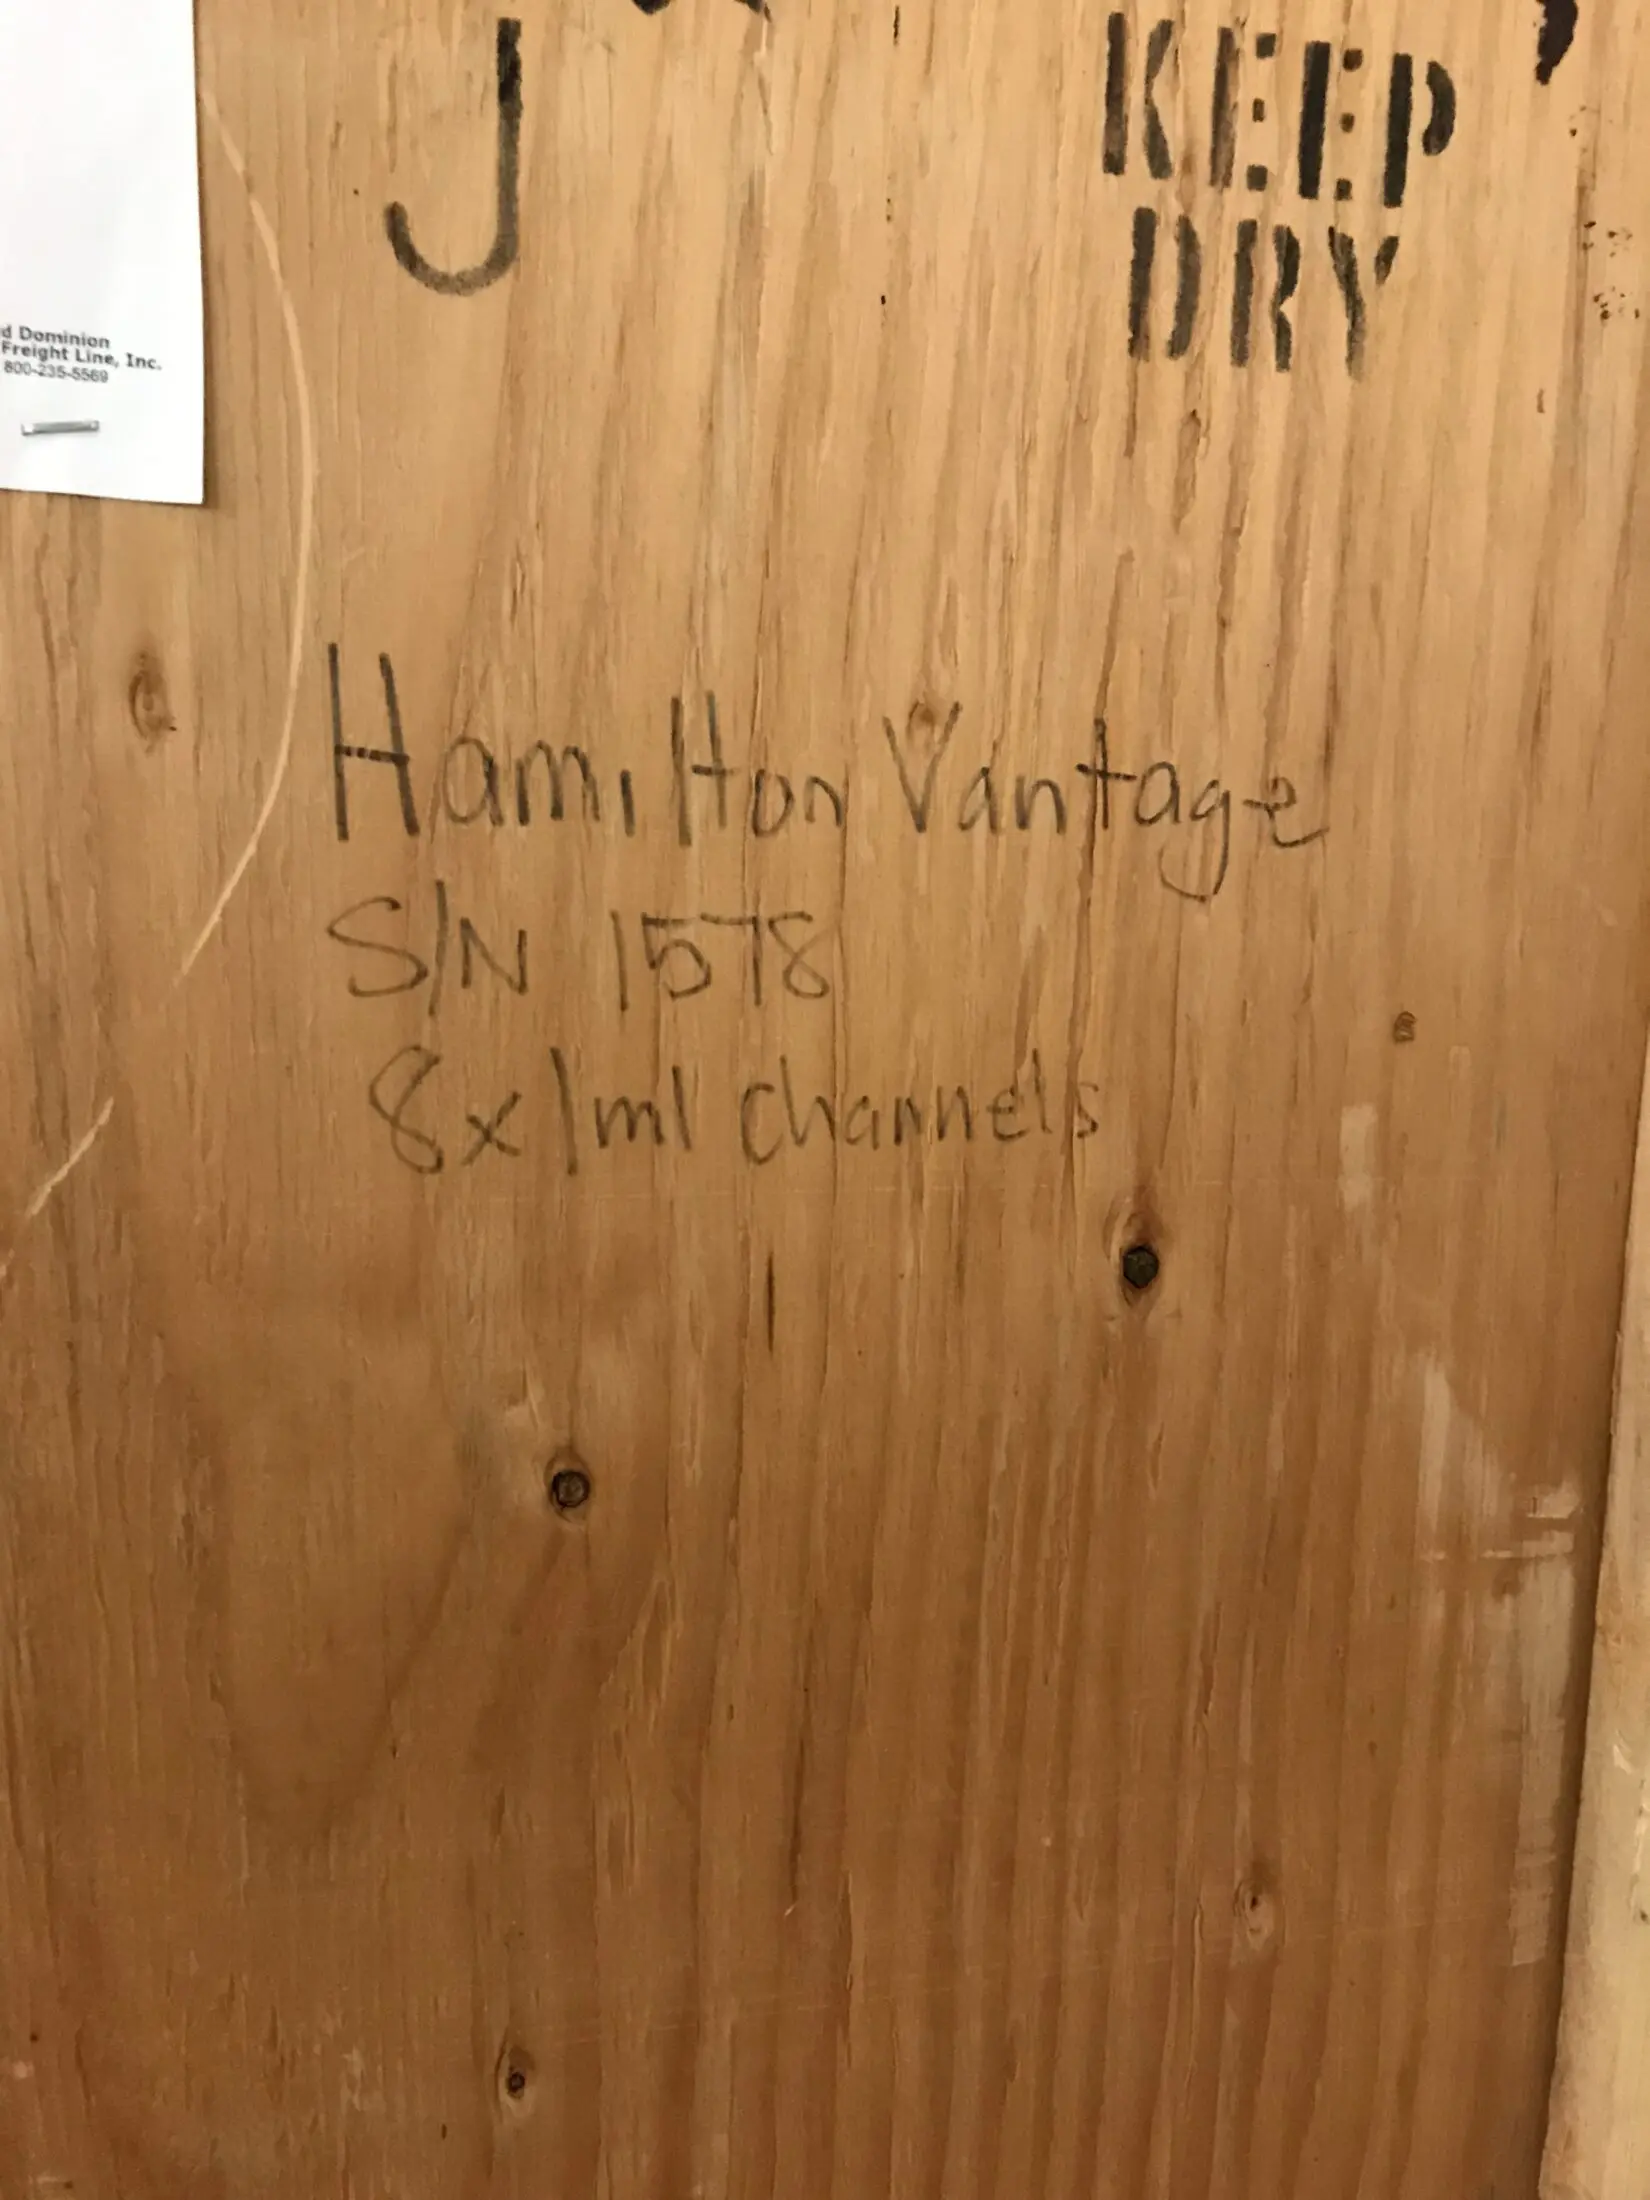 J
KEEP
DRY
d Dominion
Freight Line, Inc.
800-235-5569
Hamilton Vantage
S/N 1578
8x1ml channels